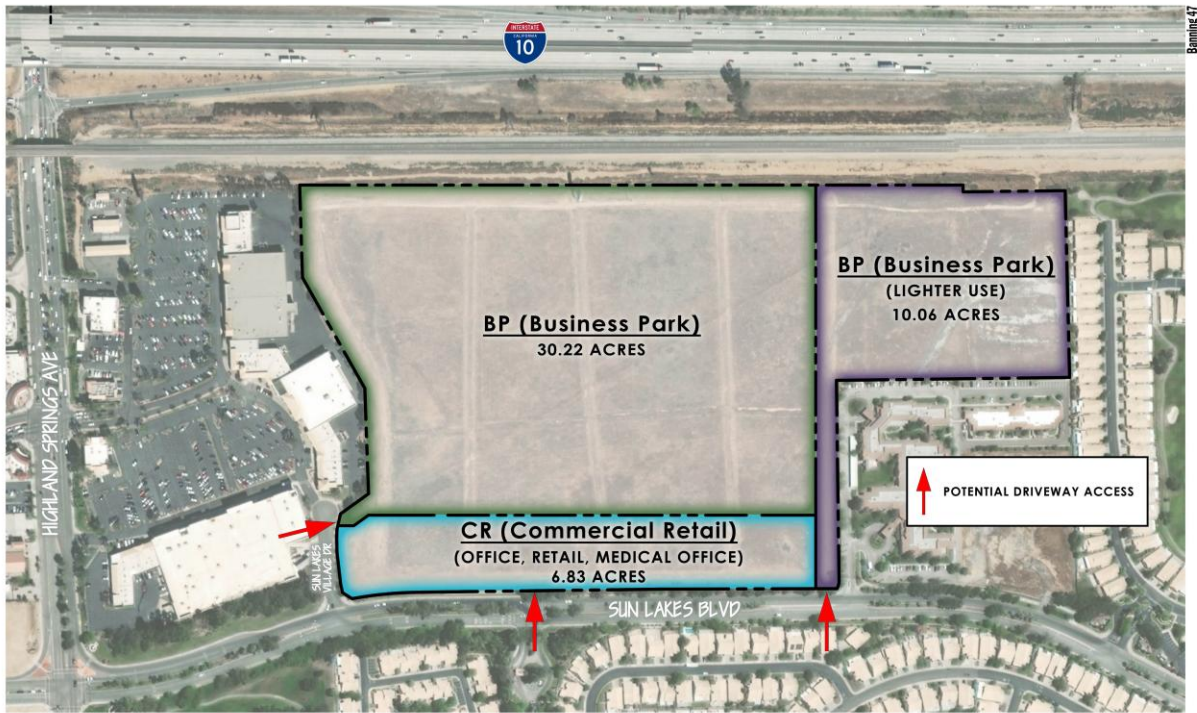 Banning 47
INTERSTATE
CALIFORNIA
10
BP (Business Park)
30.22 ACRES
BP (Business Park)
(LIGHTER USE)
10.06 ACRES
HIGHLAND SPRINGS AVE
POTENTIAL DRIVEWAY ACCESS
CR (Commercial Retail)
(OFFICE, RETAIL, MEDICAL OFFICE)
6.83 ACRES
SUN LAKES
VILLAGE DR
SUN LAKES BLVD